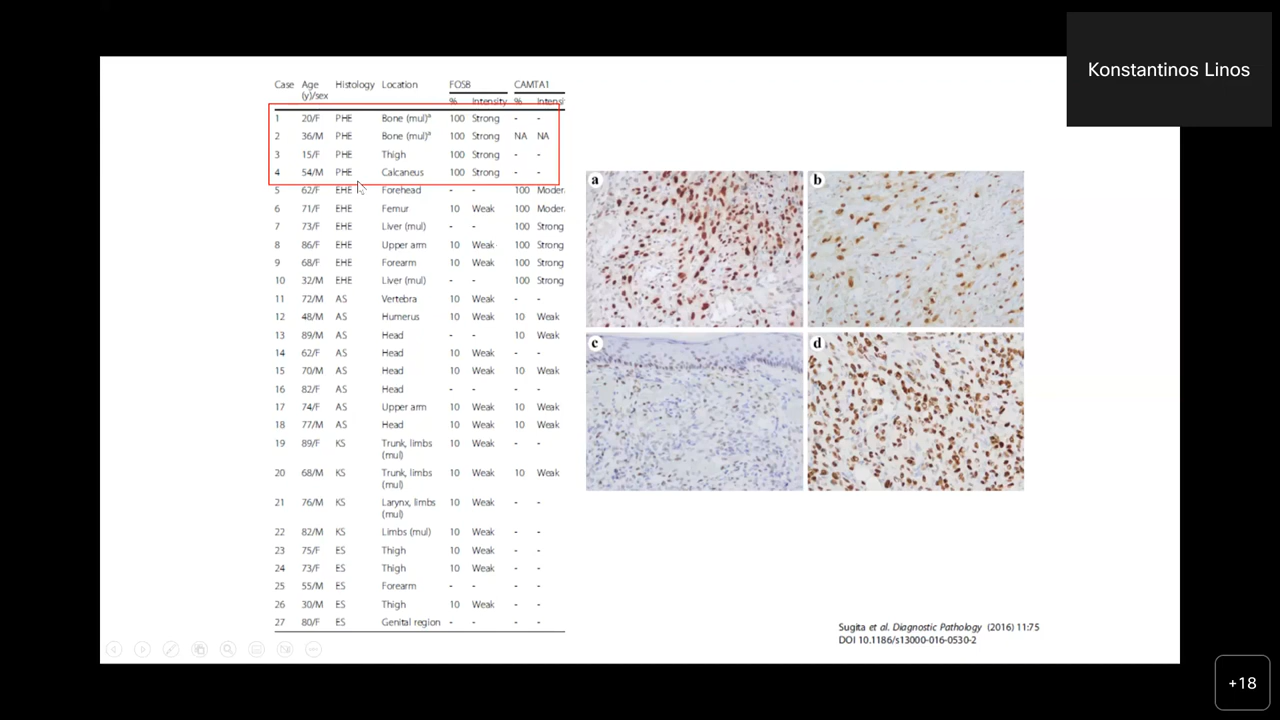 Konstantinos Linos
Case Age (y)/sex Histology Location FOSB CAMTA1
% Intensity %
1 20/F PHE Bone (mul)a 100 Strong - -
2 36/M PHE Bone (mul)a 100 Strong NA NA
3 15/F PHE Thigh 100 Strong - -
4 54/M PHE Calcaneus 100 Strong - -
5 62/F EHE Forehead - - 100 Moder
6 71/F EHE Femur 10 Weak 100 Moder
7 73/F EHE Liver (mul) - - 100 Strong
8 86/F EHE Upper arm 10 Weak 100 Strong
9 68/F EHE Forearm 10 Weak 100 Strong
10 32/M EHE Liver (mul) - - 100 Strong
11 72/M AS Vertebra 10 Weak - -
12 48/M AS Humerus 10 Weak 10 Weak
13 89/M AS Head - - 10 Weak
14 62/F AS Head 10 Weak - -
15 70/M AS Head 10 Weak 10 Weak
16 82/F AS Head - - - -
17 74/F AS Upper arm 10 Weak 10 Weak
18 77/M AS Head 10 Weak 10 Weak
19 89/F KS Trunk, limbs 10 Weak - -
(mul)
20 68/M KS Trunk, limbs 10 Weak 10 Weak
(mul)
21 76/M KS Larynx, limbs 10 Weak - -
(mul)
22 82/M KS Limbs (mul) 10 Weak - -
23 75/F ES Thigh 10 Weak - -
24 73/F ES Thigh 10 Weak - -
25 55/M ES Forearm - - - -
26 30/M ES Thigh 10 Weak - -
27 80/F ES Genital region - - - -
a b
c d
Sugita et al. Diagnostic Pathology (2016) 11:75
DOI 10.1186/s13000-016-0530-2
+18